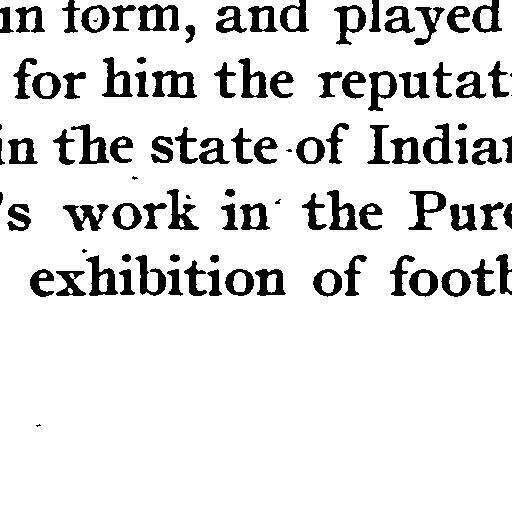 in form, and played
for him the reputat
in the state of India
's work in the Pur
exhibition of foot